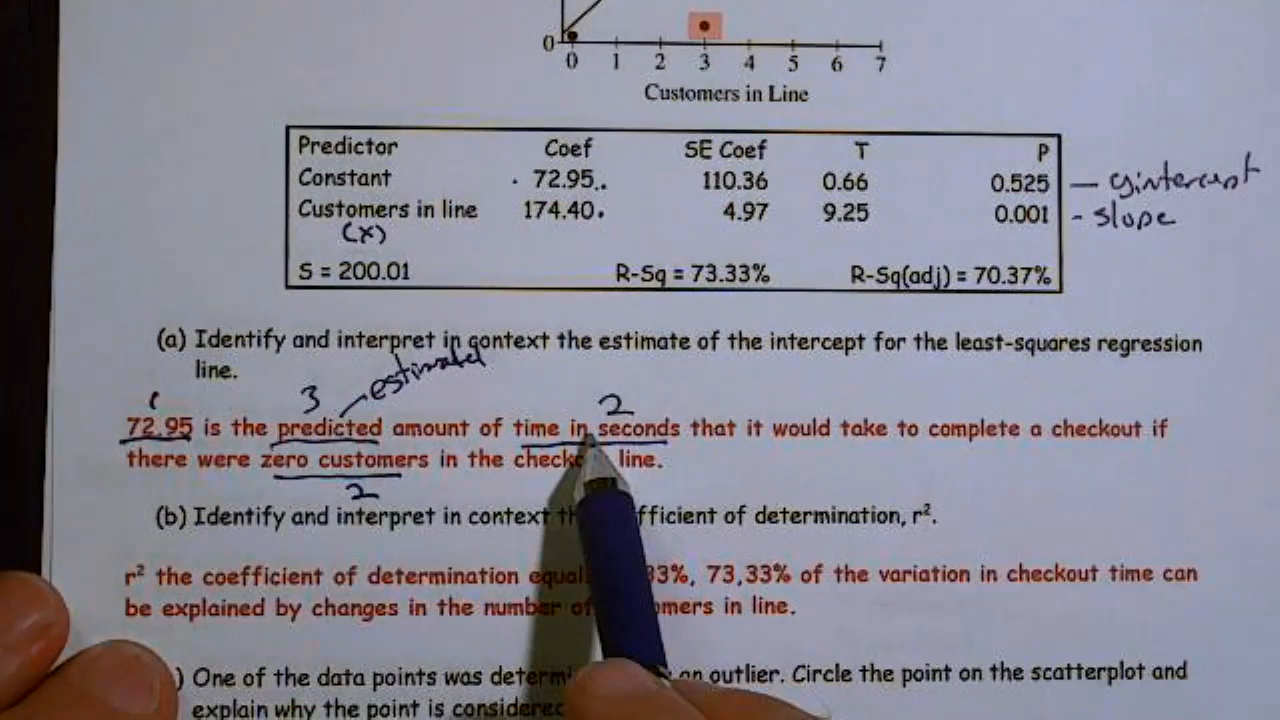 0
0 1 2 3 4 5 6 7
Customers in Line
Predictor Coef SE Coef T P
Constant 72.95 110.36 0.66 0.525 — yintercept
Customers in line 174.40 4.97 9.25 0.001 - slope
(x)
S = 200.01 R-Sq = 73.33% R-Sq(adj) = 70.37%
(a) Identify and interpret in context the estimate of the intercept for the least-squares regression
line.
estimated
1 3 2
72.95 is the predicted amount of time in seconds that it would take to complete a checkout if
there were zero customers in the line.
2
(b) Identify and interpret in context of determination, r².
r² the coefficient of determination 73,33% of the variation in checkout time can
be explained by changes in the number in line.
) One of the data points was an outlier. Circle the point on the scatterplot and
explain why the point is